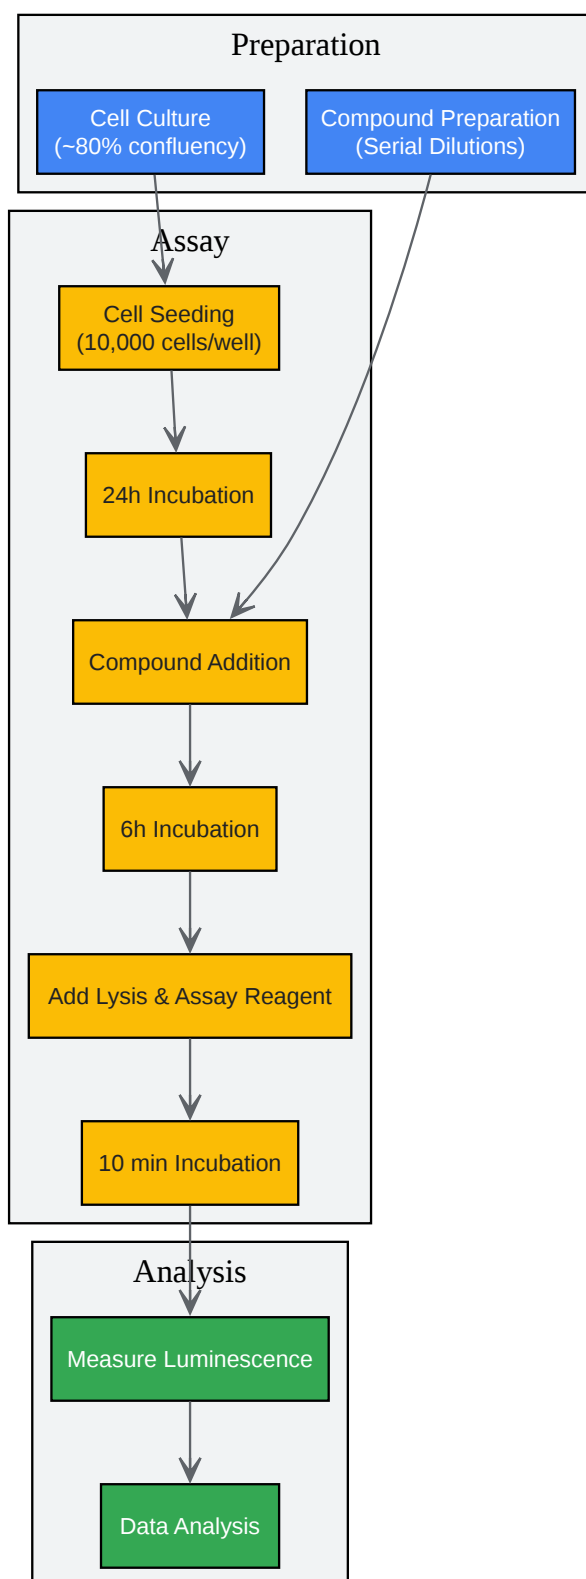 Preparation
Cell Culture
(~80% confluency)
Compound Preparation
(Serial Dilutions)
Assay
Cell Seeding
(10,000 cells/well)
24h Incubation
Compound Addition
6h Incubation
Add Lysis & Assay Reagent
10 min Incubation
Analysis
Measure Luminescence
Data Analysis